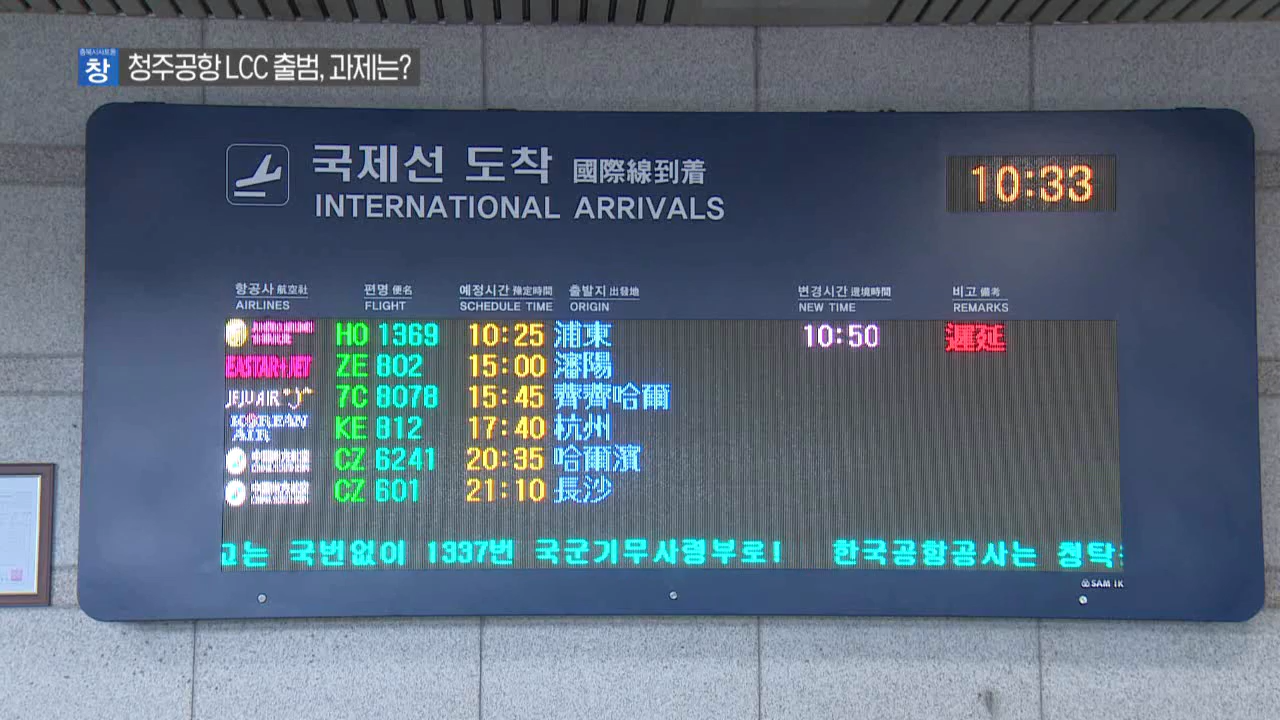 창 청주공항 LCC 출범, 과제는?
국제선 도착 國際線到着
INTERNATIONAL ARRIVALS
10:33
항공사 航空社 편명 便名 예정시간 豫定時間 출발지 出發地 변경시간 變更時間 비고 備考
AIRLINES FLIGHT SCHEDULE TIME ORIGIN NEW TIME REMARKS
HO 1369 10:25 浦東 10:50 遲延
EASTAR JET ZE 802 15:00 瀋陽
JEJU AIR 7C 8078 15:45 齊齊哈爾
KOREAN AIR KE 812 17:40 杭州
CZ 6241 20:35 哈爾濱
CZ 601 21:10 長沙
고는 국번없이 1337번 국군기무사령부로! 한국공항공사는 청탁
SAM IK